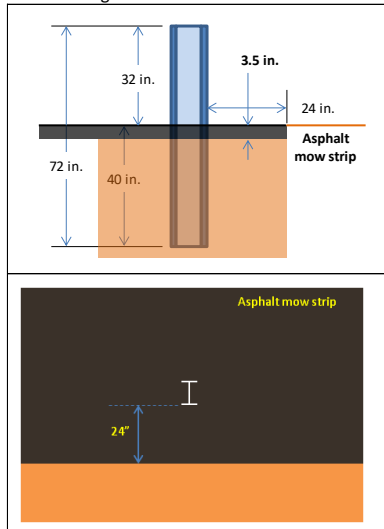 32 in.
3.5 in.
24 in.
Asphalt
mow strip
72 in.
40 in.
Asphalt mow strip
24"